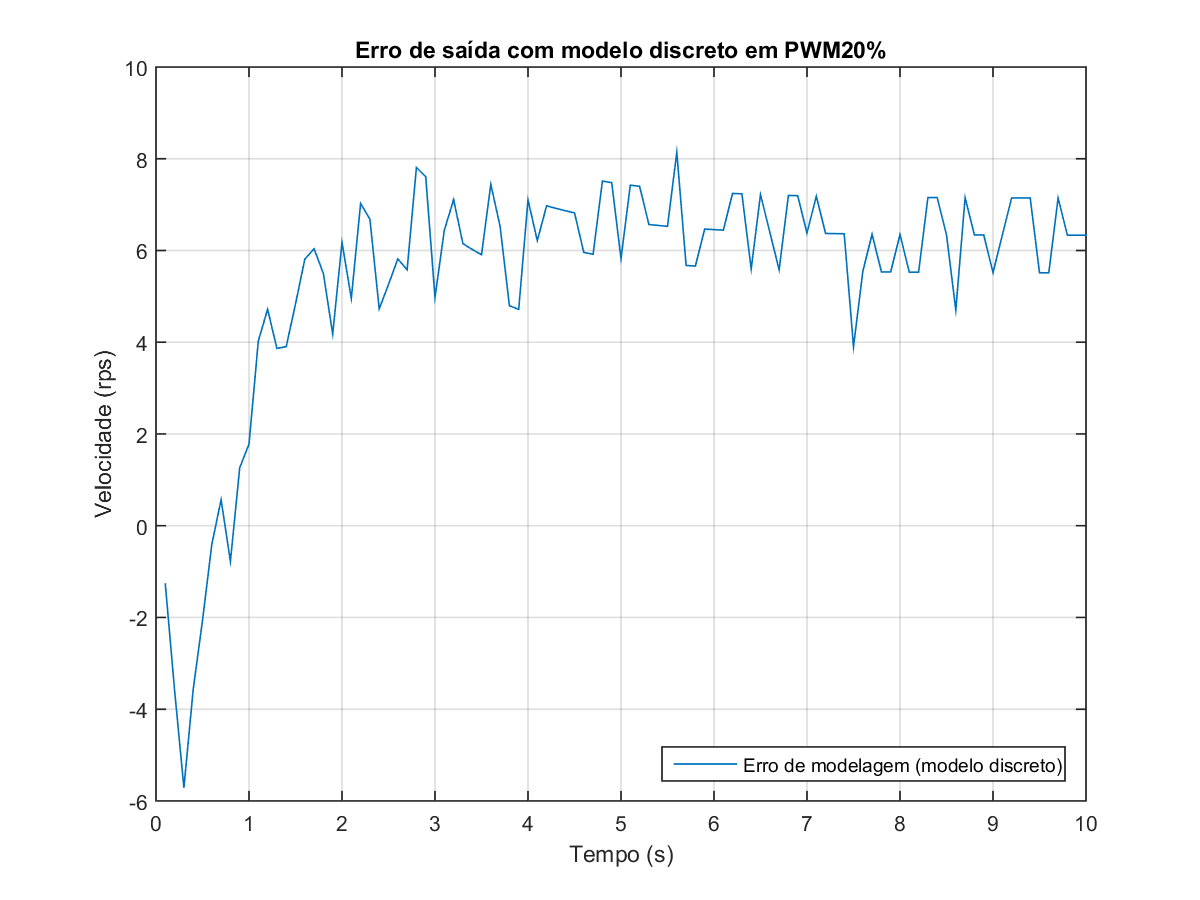 Erro de saída com modelo discreto em PWM20%
10
8
6
4
2
0
-2
-4
-6
Velocidade (rps)
Erro de modelagem (modelo discreto)
0 1 2 3 4 5 6 7 8 9 10
Tempo (s)